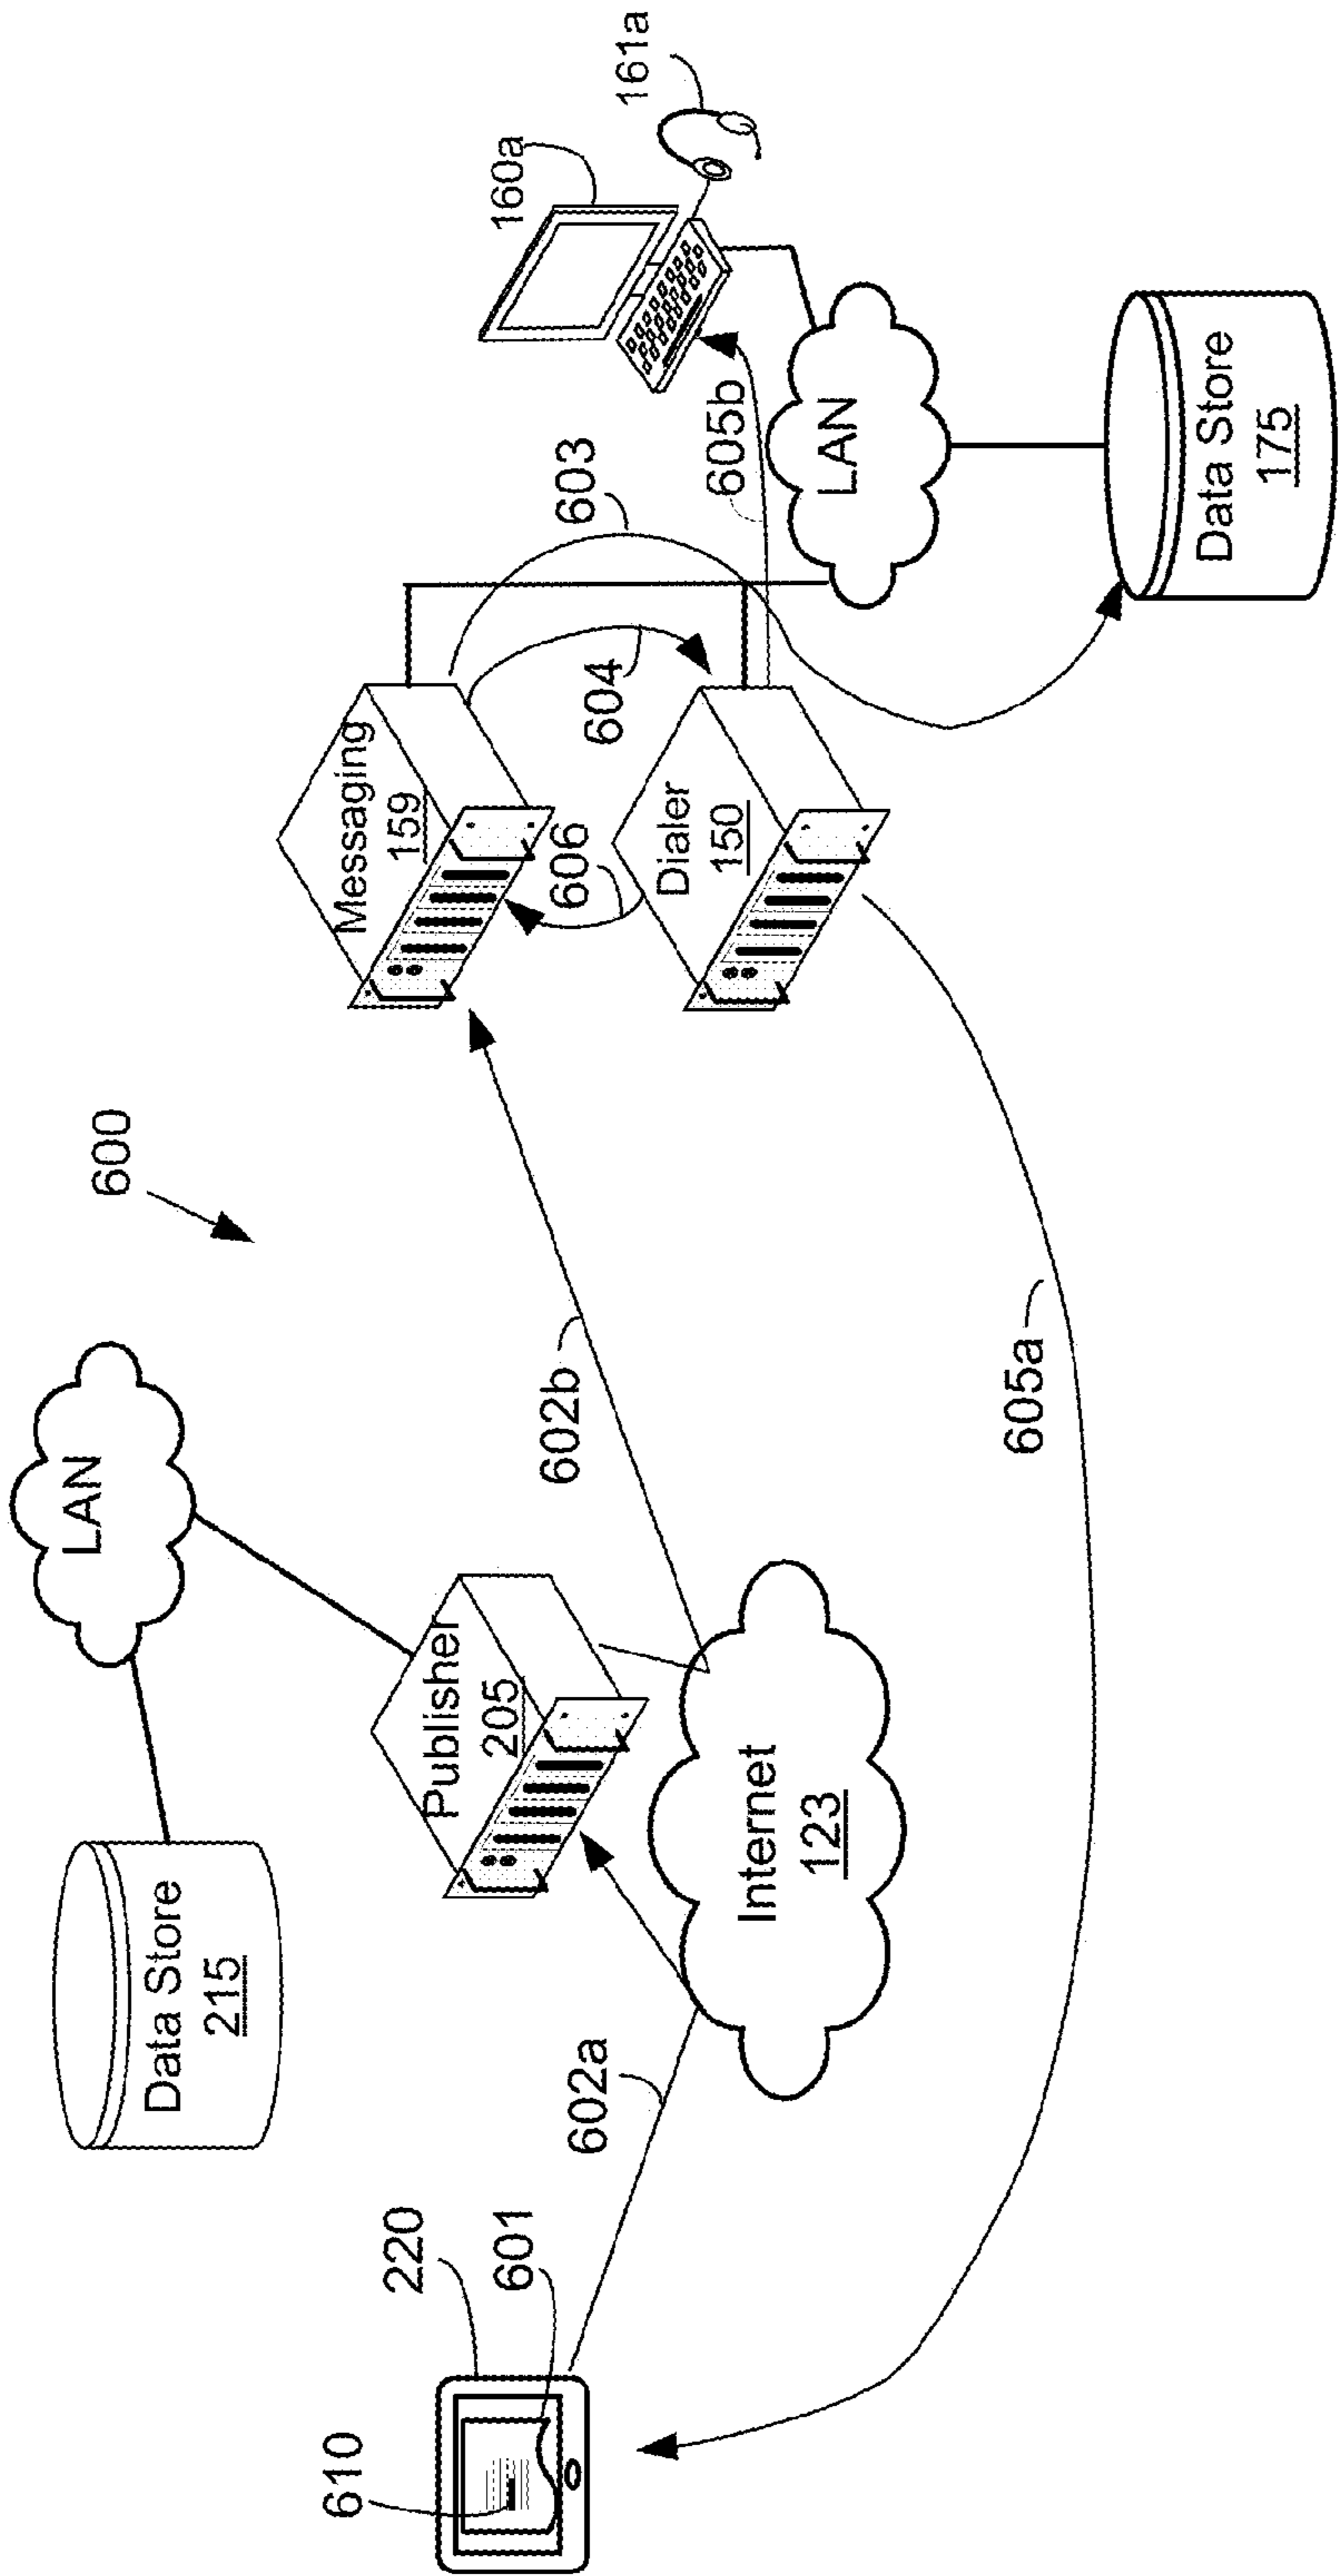 Data Store
215
LAN
600
610
220
601
Publisher
205
602a
Internet
123
602b
605a
Messaging
159
606
Dialer
150
604
603
605b
160a
161a
LAN
Data Store
175